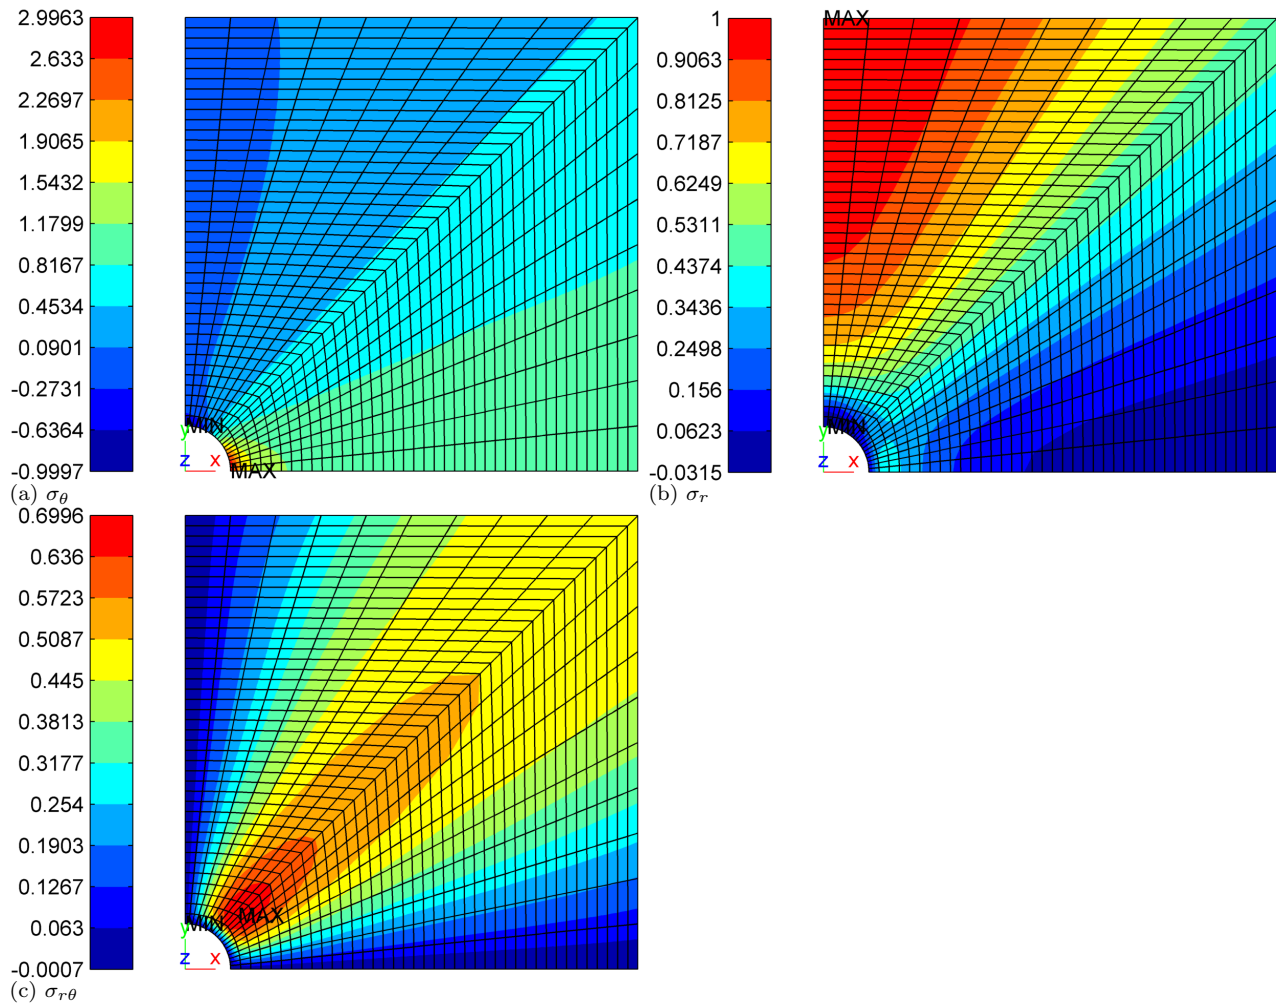 2.9963
2.633
2.2697
1.9065
1.5432
1.1799
0.8167
0.4534
0.0901
-0.2731
-0.6364
-0.9997
MIN
y
z x
MAX
(a) σ_θ
1
0.9063
0.8125
0.7187
0.6249
0.5311
0.4374
0.3436
0.2498
0.156
0.0623
-0.0315
MAX
MIN
y
z x
(b) σ_r
0.6996
0.636
0.5723
0.5087
0.445
0.3813
0.3177
0.254
0.1903
0.1267
0.063
-0.0007
MAX
MIN
y
z x
(c) σ_rθ